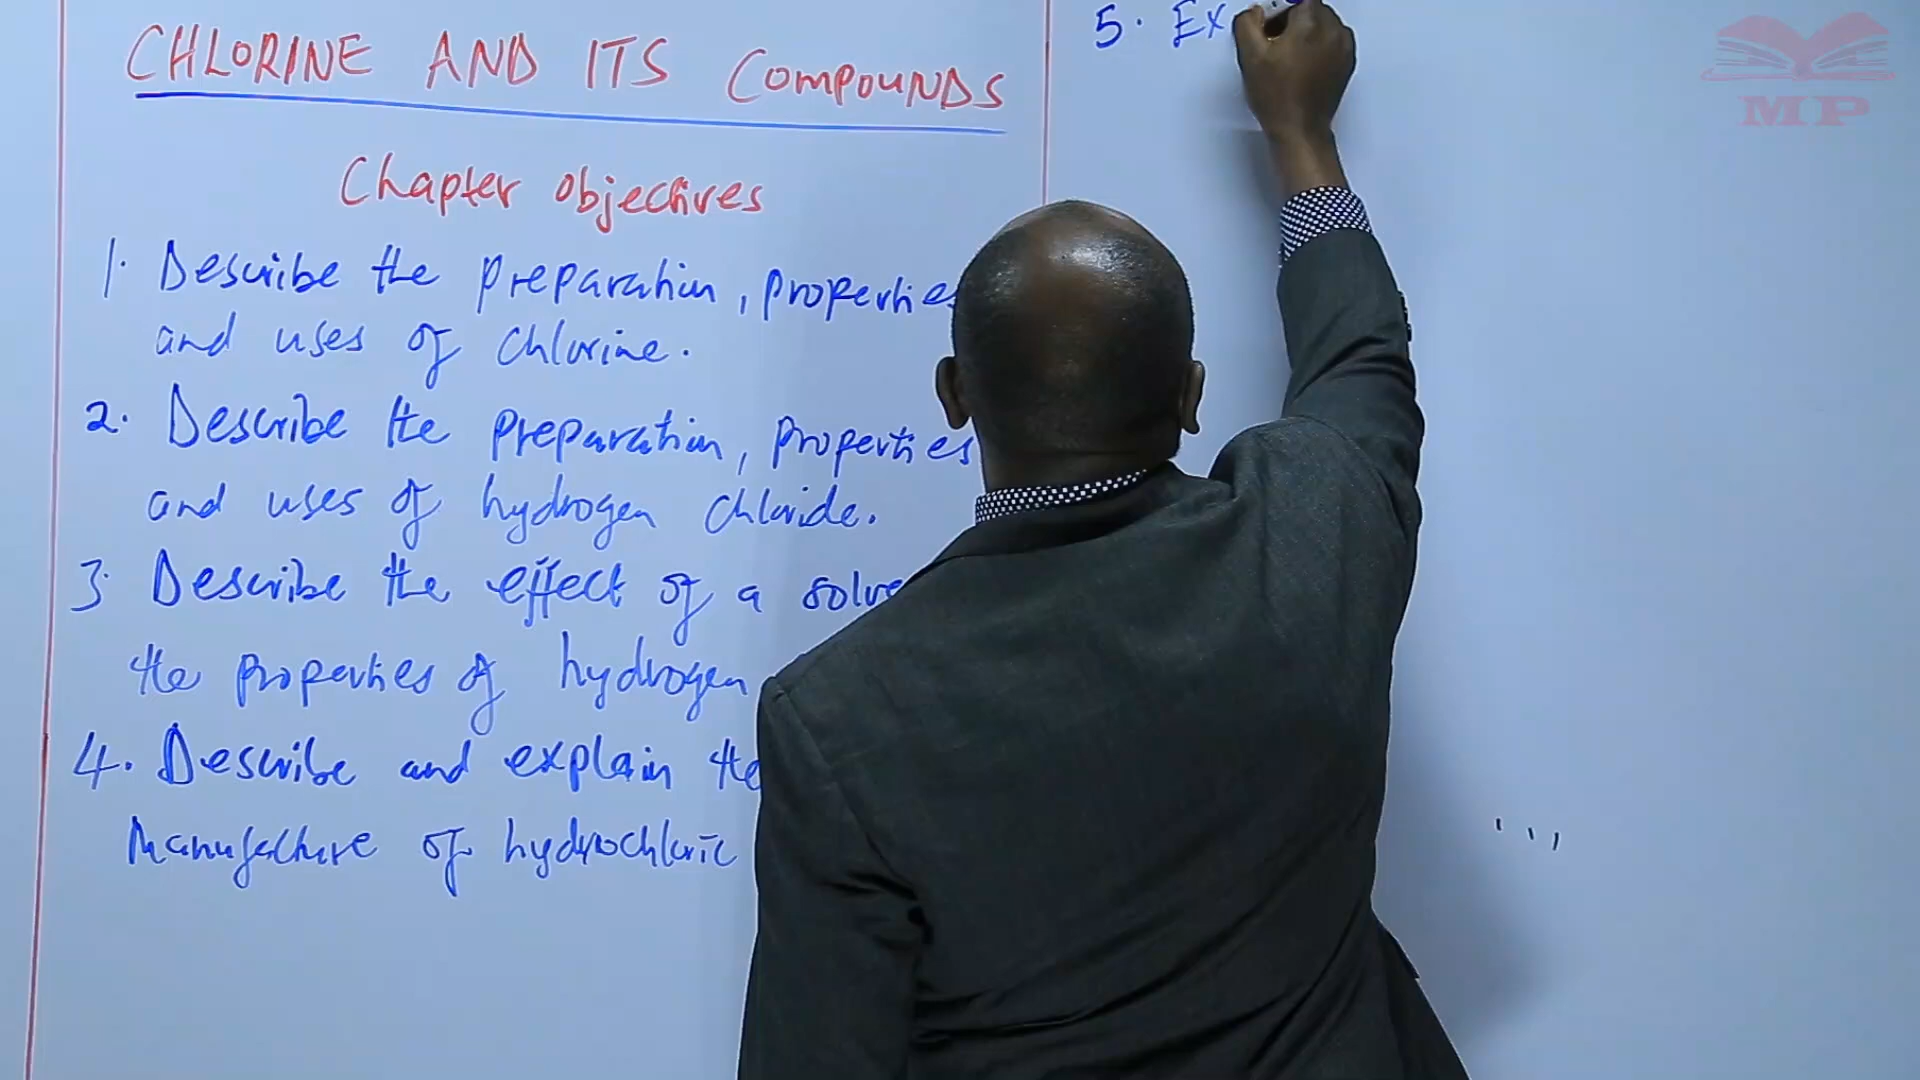 CHLORINE AND ITS COMPOUNDS
Chapter objectives
1. Describe the preparation, properties
and uses of chlorine.
2. Describe the preparation, properties
and uses of hydrogen chloride.
3. Describe the effect of a solve
the properties of hydrogen
4. Describe and explain the
Manufacture of hydrochloric
5. Ex
MP